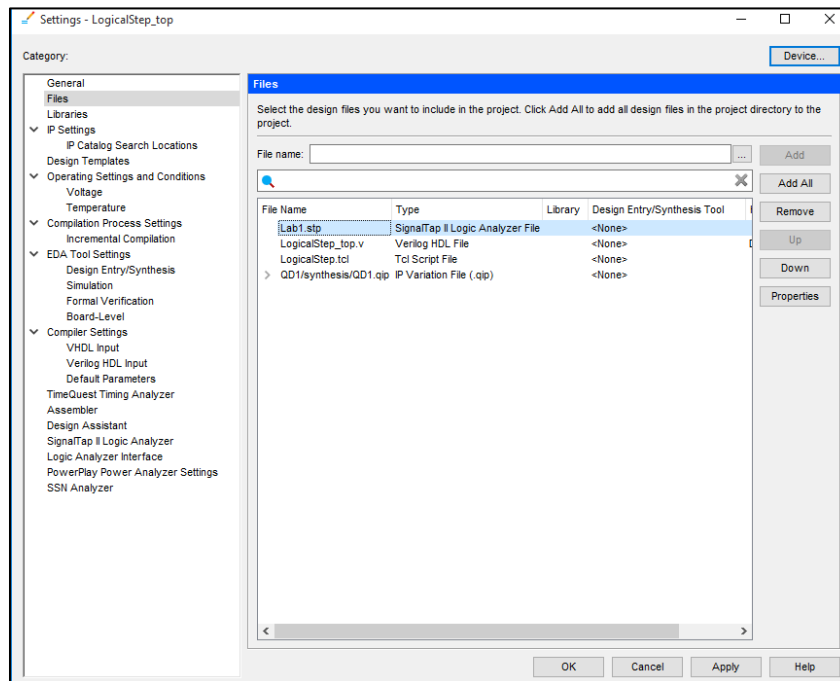 Settings - LogicalStep_top
Category:
Device...
General
Files
Libraries
IP Settings
IP Catalog Search Locations
Design Templates
Operating Settings and Conditions
Voltage
Temperature
Compilation Process Settings
Incremental Compilation
EDA Tool Settings
Design Entry/Synthesis
Simulation
Formal Verification
Board-Level
Compiler Settings
VHDL Input
Verilog HDL Input
Default Parameters
TimeQuest Timing Analyzer
Assembler
Design Assistant
SignalTap II Logic Analyzer
Logic Analyzer Interface
PowerPlay Power Analyzer Settings
SSN Analyzer
Files
Select the design files you want to include in the project. Click Add All to add all design files in the project directory to the
project.
File name: ... Add
Add All
File Name Type Library Design Entry/Synthesis Tool
Remove
Lab1.stp SignalTap II Logic Analyzer File <None>
LogicalStep_top.v Verilog HDL File <None>
Up
LogicalStep.tcl Tcl Script File <None>
QD1/synthesis/QD1.qip IP Variation File (.qip) <None>
Down
Properties
OK Cancel Apply Help